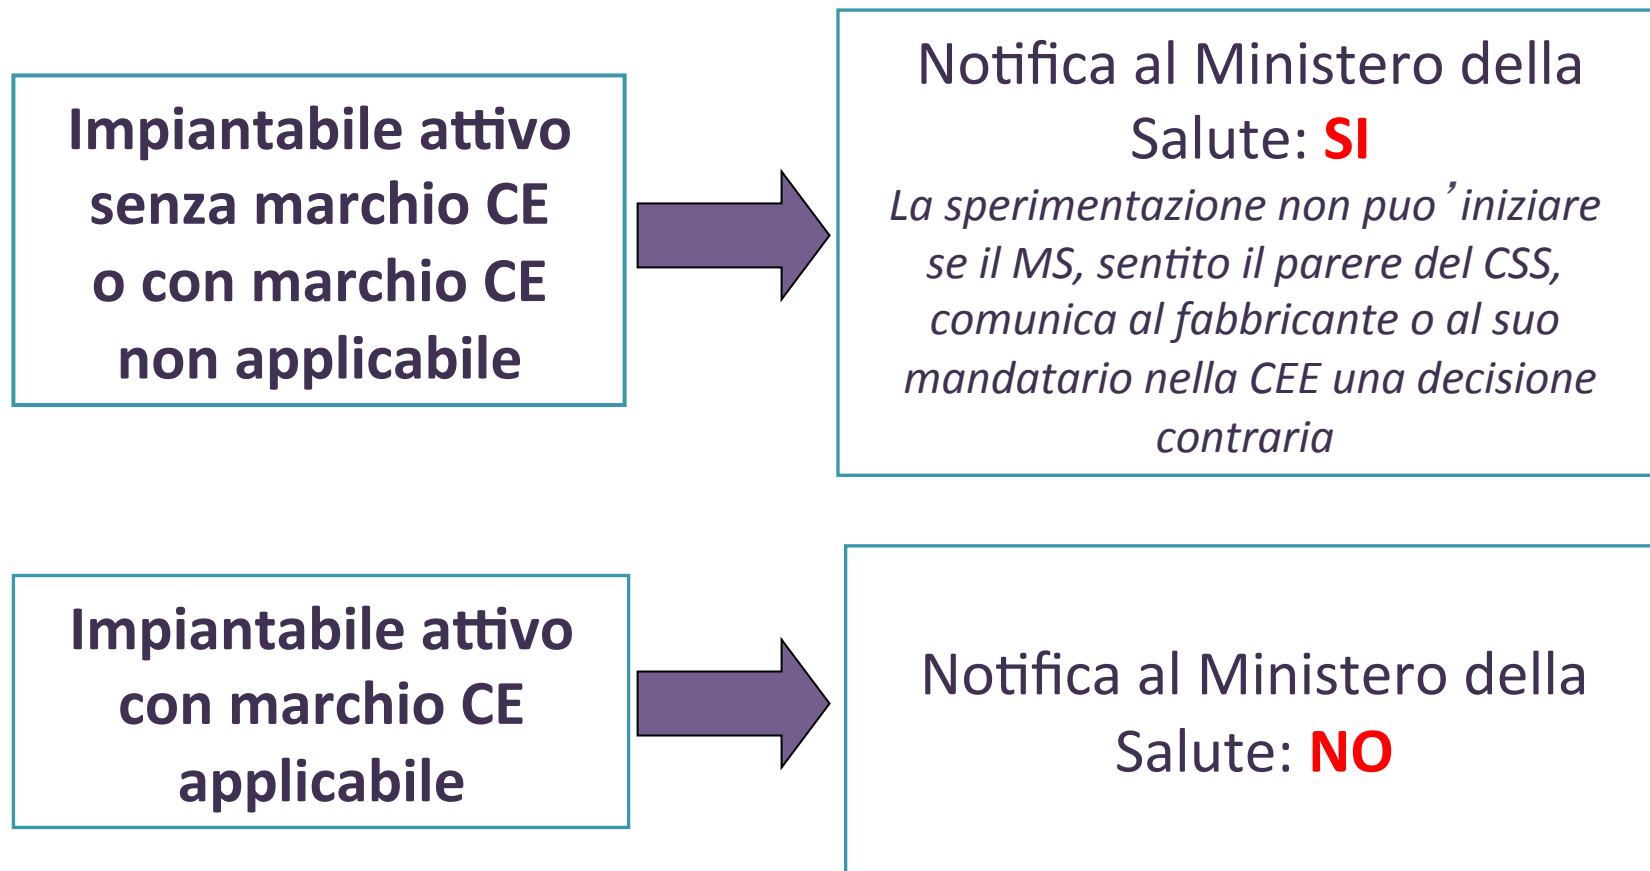 Impiantabile attivo
senza marchio CE
o con marchio CE
non applicabile
Notifica al Ministero della
Salute: SI
La sperimentazione non puo’ iniziare
se il MS, sentito il parere del CSS,
comunica al fabbricante o al suo
mandatario nella CEE una decisione
contraria
Impiantabile attivo
con marchio CE
applicabile
Notifica al Ministero della
Salute: NO